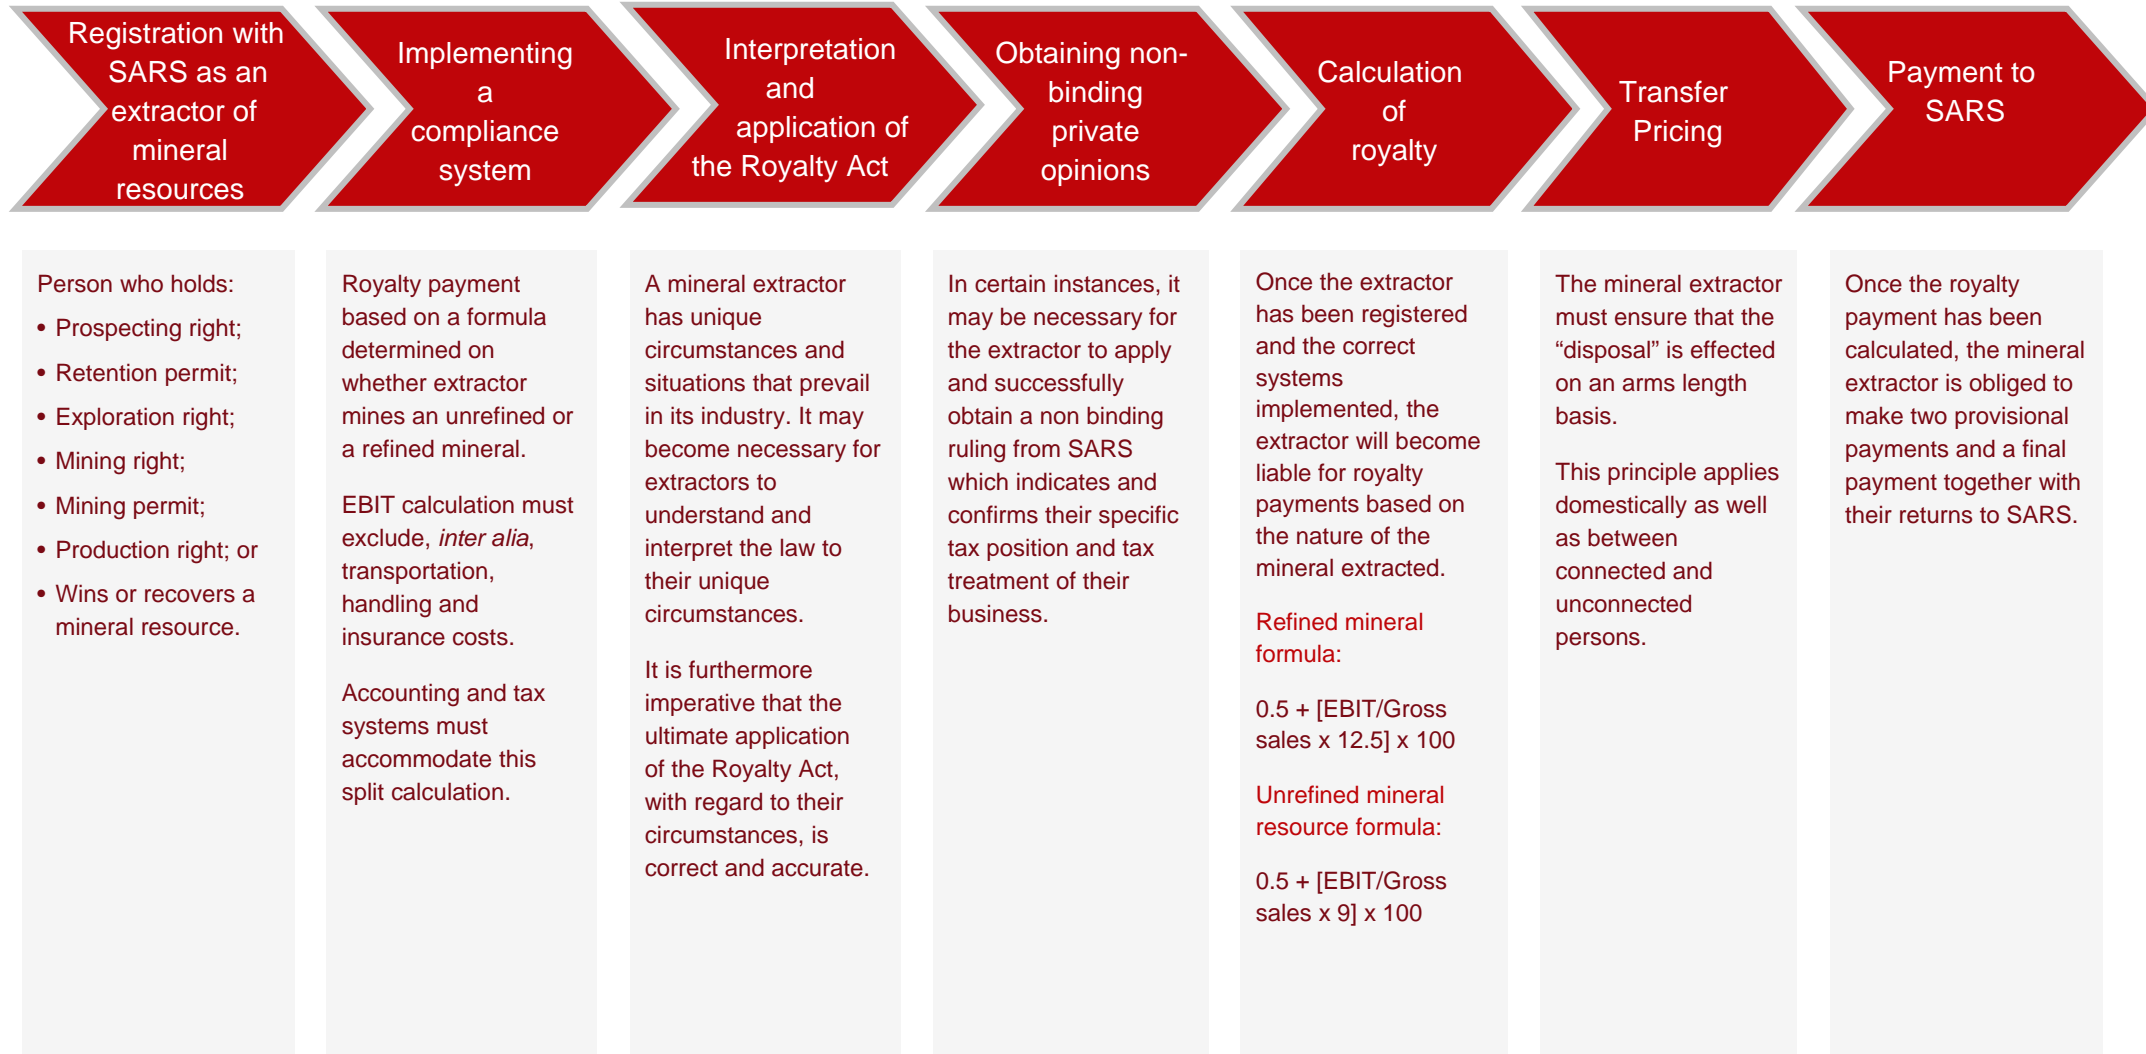 Registration with
SARS as an
extractor of
mineral
resources
Implementing
a
compliance
system
Interpretation
and
application of
the Royalty Act
Obtaining non-
binding
private
opinions
Calculation
of
royalty
Transfer
Pricing
Payment to
SARS
Person who holds:
• Prospecting right;
• Retention permit;
• Exploration right;
• Mining right;
• Mining permit;
• Production right; or
• Wins or recovers a
mineral resource.
Royalty payment
based on a formula
determined on
whether extractor
mines an unrefined or
a refined mineral.
EBIT calculation must
exclude, inter alia,
transportation,
handling and
insurance costs.
Accounting and tax
systems must
accommodate this
split calculation.
A mineral extractor
has unique
circumstances and
situations that prevail
in its industry. It may
become necessary for
extractors to
understand and
interpret the law to
their unique
circumstances.
It is furthermore
imperative that the
ultimate application
of the Royalty Act,
with regard to their
circumstances, is
correct and accurate.
In certain instances, it
may be necessary for
the extractor to apply
and successfully
obtain a non binding
ruling from SARS
which indicates and
confirms their specific
tax position and tax
treatment of their
business.
Once the extractor
has been registered
and the correct
systems
implemented, the
extractor will become
liable for royalty
payments based on
the nature of the
mineral extracted.
Refined mineral
formula:
0.5 + [EBIT/Gross
sales x 12.5] x 100
Unrefined mineral
resource formula:
0.5 + [EBIT/Gross
sales x 9] x 100
The mineral extractor
must ensure that the
“disposal” is effected
on an arms length
basis.
This principle applies
domestically as well
as between
connected and
unconnected
persons.
Once the royalty
payment has been
calculated, the mineral
extractor is obliged to
make two provisional
payments and a final
payment together with
their returns to SARS.